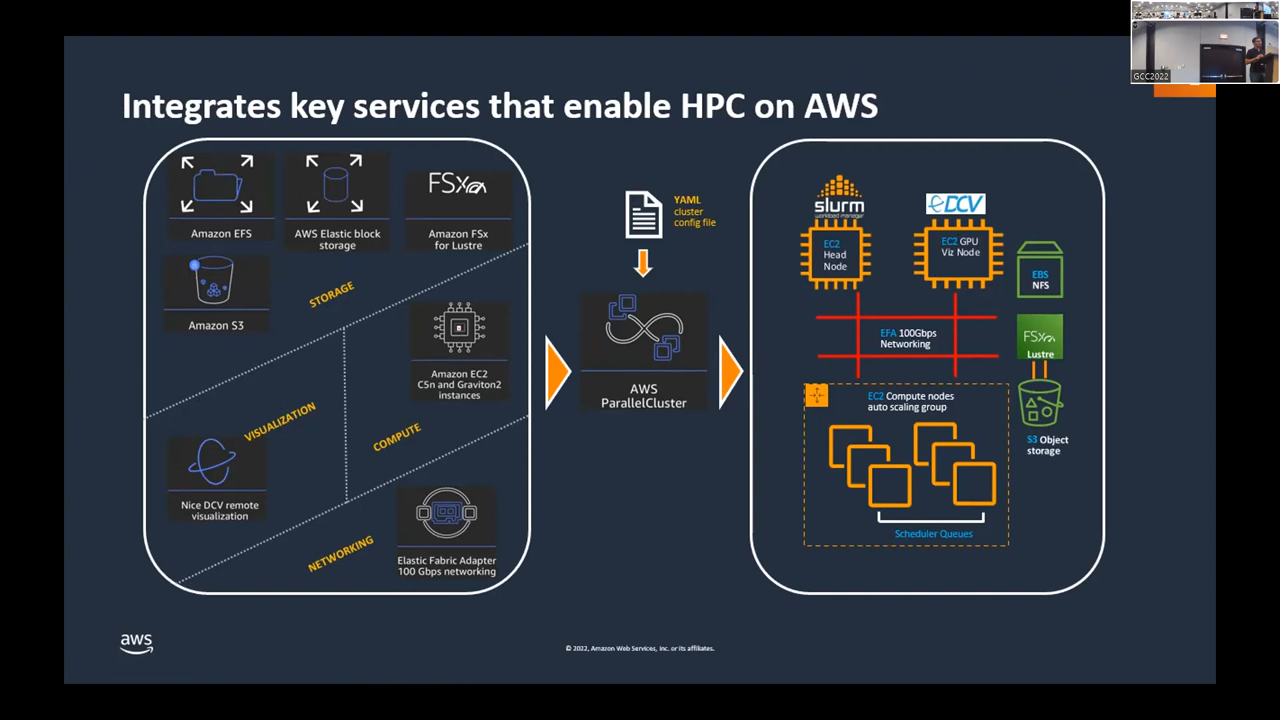 GCC2022
Integrates key services that enable HPC on AWS
Amazon EFS
AWS Elastic block
storage
FSx
Amazon FSx
for Lustre
Amazon S3
STORAGE
Amazon EC2
C5n and Graviton2
instances
VISUALIZATION
COMPUTE
Nice DCV remote
visualization
NETWORKING
Elastic Fabric Adapter
100 Gbps networking
YAML
cluster
config file
AWS
ParallelCluster
slurm
workload manager
EC2
Head
Node
DCV
EC2 GPU
Viz Node
EBS
NFS
EFA 100Gbps
Networking
FSx
Lustre
EC2 Compute nodes
auto scaling group
S3 Object
storage
Scheduler Queues
aws
© 2022, Amazon Web Services, Inc. or its affiliates.